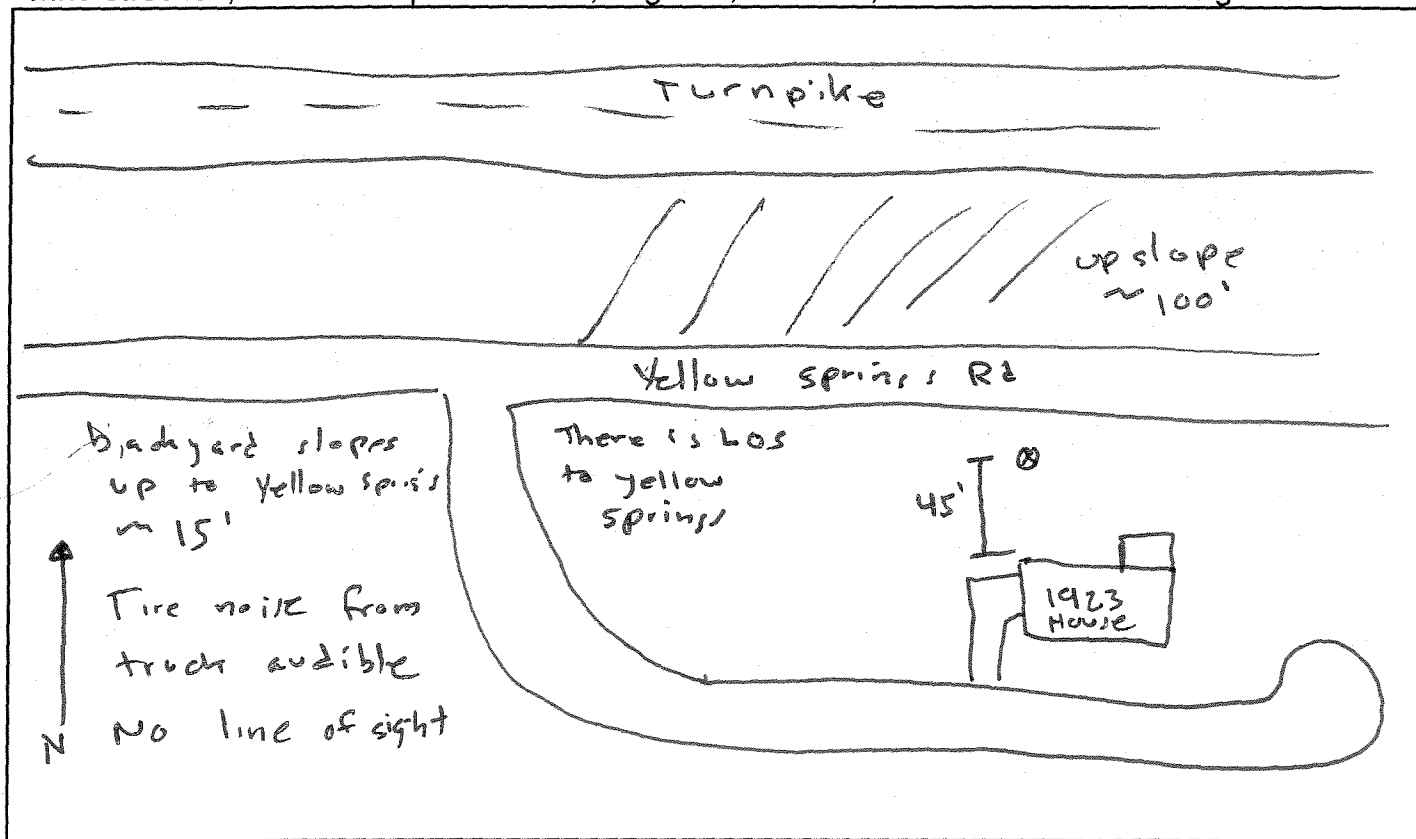 Turnpike
up slope
~ 100'
Yellow springs Rd
Backyard slopes
up to Yellow springs
~ 15'
There is LOS
to yellow
springs
45'
1923
House
Tire noise from
truck audible
No line of sight
N